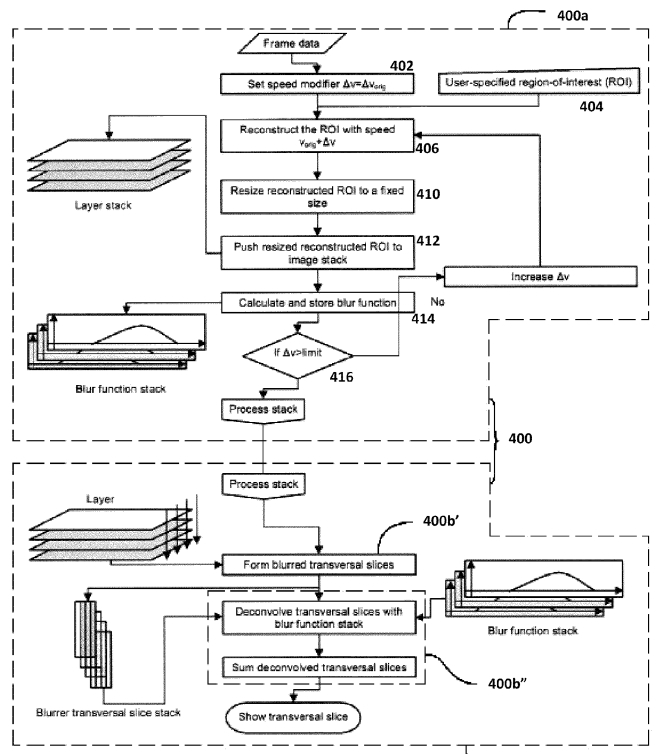 400a
Frame data
402
Set speed modifier Δv=Δvorig
User-specified region-of-interest (ROI)
404
Reconstruct the ROI with speed
vorig+Δv
406
Layer stack
Resize reconstructed ROI to a fixed
size
410
412
Push resized reconstructed ROI to
image stack
Increase Δv
Calculate and store blur function
No
414
If Δv>limit
416
Blur function stack
Process stack
400
Process stack
Layer
400b'
Form blurred transversal slices
Deconvolve transversal slices with
blur function stack
Blur function stack
Sum deconvolved transversal slices
400b"
Blurrer transversal slice stack
Show transversal slice